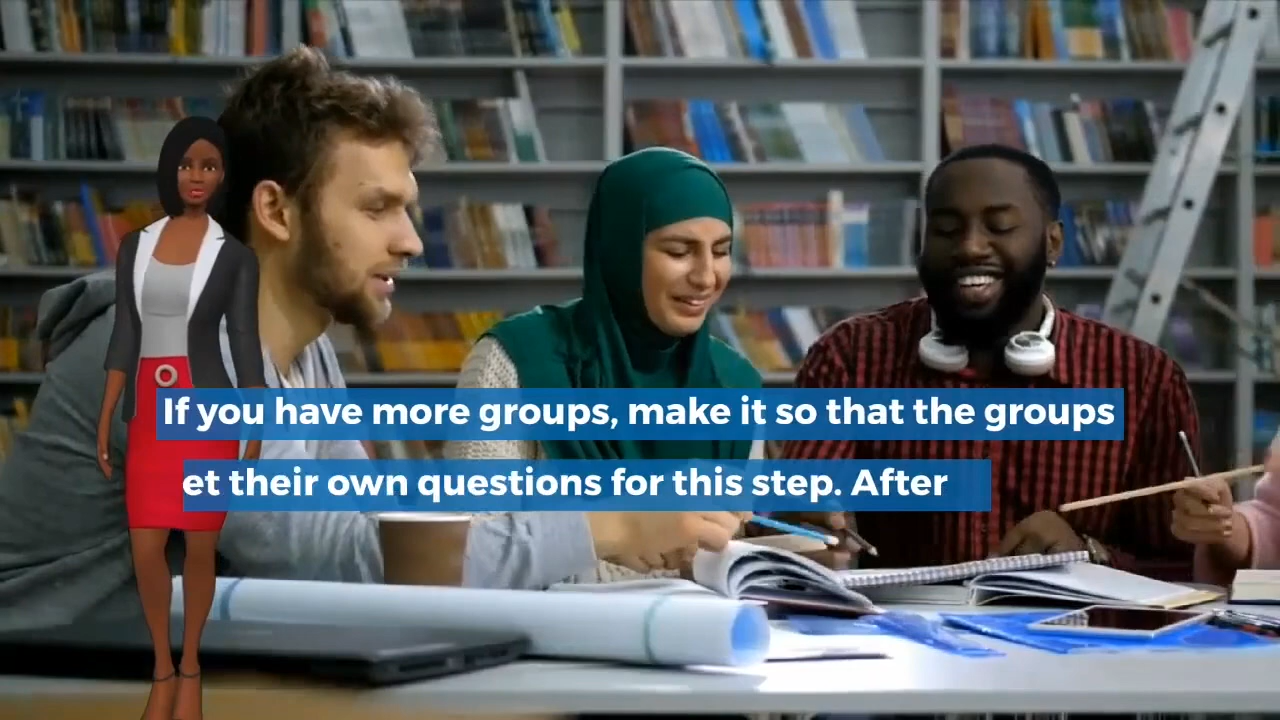 If you have more groups, make it so that the groups
et their own questions for this step. After